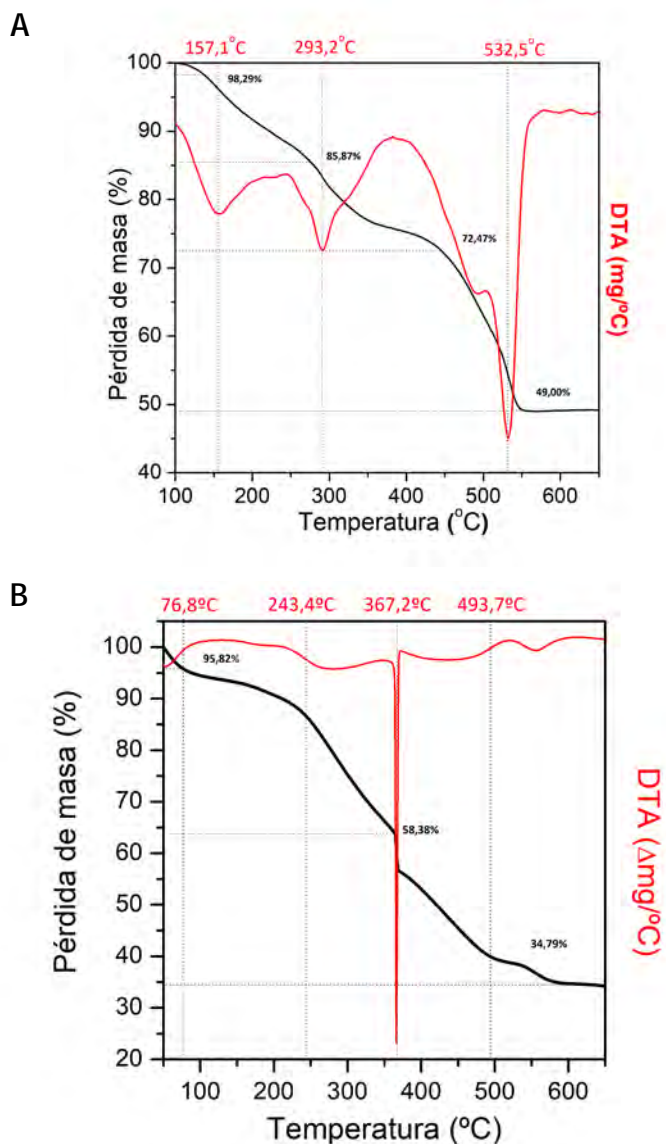 A
157,1°C 293,2°C 532,5°C
100
90
80
70
60
50
40
98,29%
85,87%
72,47%
49,00%
Pérdida de masa (%)
DTA (mg/ºC)
100 200 300 400 500 600
Temperatura (°C)
B
76,8ºC 243,4ºC 367,2ºC 493,7ºC
100
90
80
70
60
50
40
30
20
95,82%
58,38%
34,79%
Pérdida de masa (%)
DTA (Δmg/ºC)
100 200 300 400 500 600
Temperatura (ºC)